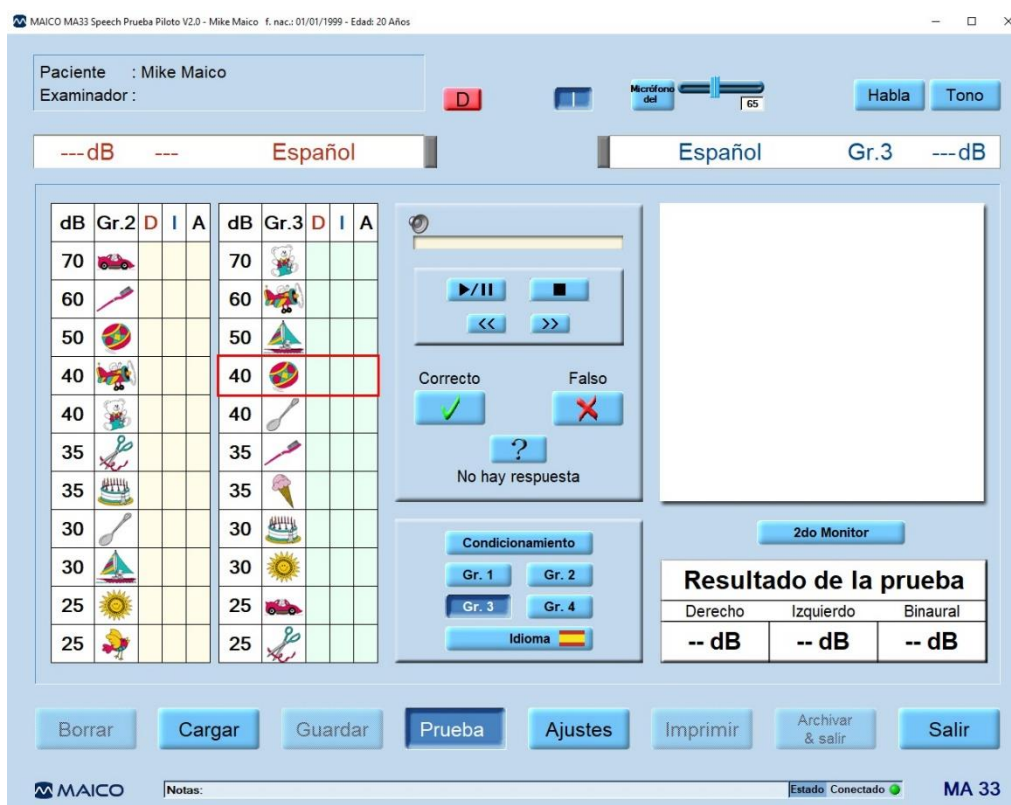 MAICO MA33 Speech Prueba Piloto V2.0 - Mike Maico f. nac.: 01/01/1999 - Edad: 20 Años
Paciente : Mike Maico
Examinador :
D
I
Micrófono del
65
Habla
Tono
---dB --- Español
Español Gr.3 ---dB
dB Gr.2 D I A dB Gr.3 D I A
70 70
60 60
50 50
40 40
40 40
35 35
35 35
30 30
30 30
25 25
25 25
▶/II ■
<< >>
Correcto Falso
?
No hay respuesta
Condicionamiento
Gr. 1 Gr. 2
Gr. 3 Gr. 4
Idioma
2do Monitor
Resultado de la prueba
Derecho Izquierdo Binaural
-- dB -- dB -- dB
Borrar Cargar Guardar Prueba Ajustes Imprimir Archivar & salir Salir
MAICO Notas: Estado Conectado MA 33